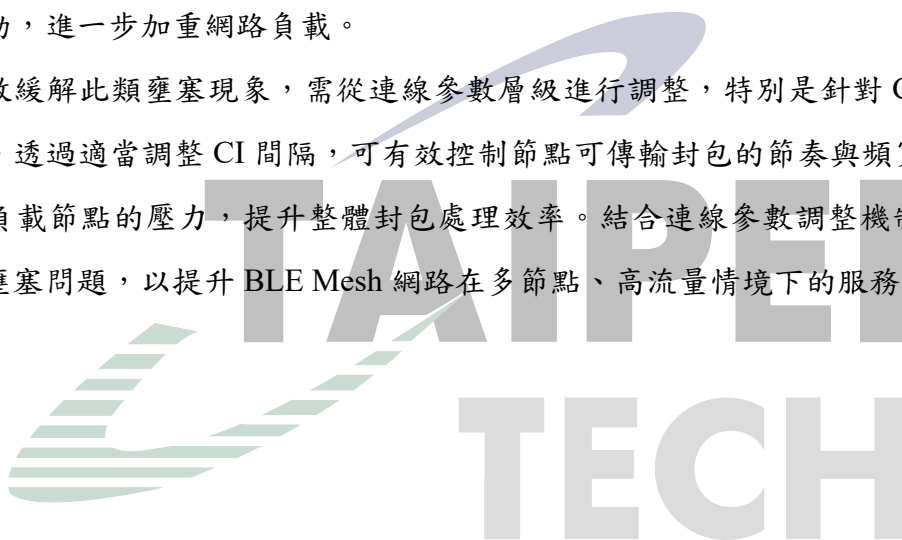 ，進一步加重網路負載。
緩解此類壅塞現象，需從連線參數層級進行調整，特別是針對
透過適當調整 CI 間隔，可有效控制節點可傳輸封包的節奏與頻
載節點的壓力，提升整體封包處理效率。結合連線參數調整機制
塞問題，以提升 BLE Mesh 網路在多節點、高流量情境下的服務
TAIPEI
TECH